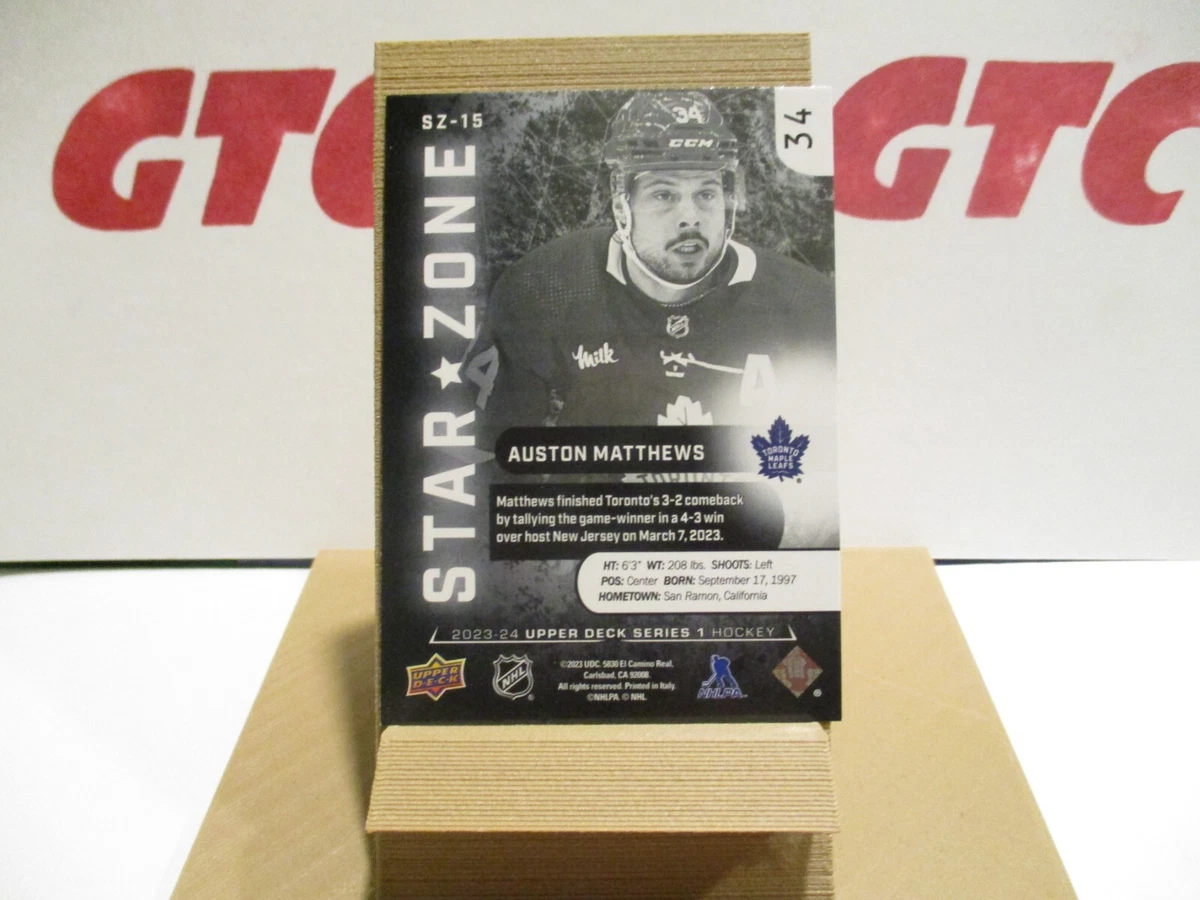 GTC
GTC
SZ-15
34
34
CCM
STAR★ZONE
Milk
A
A
AUSTON MATTHEWS
TORONTO
MAPLE
LEAFS
Matthews finished Toronto's 3-2 comeback
by tallying the game-winner in a 4-3 win
over host New Jersey on March 7, 2023.
HT: 6'3" WT: 208 lbs. SHOOTS: Left
POS: Center BORN: September 17, 1997
HOMETOWN: San Ramon, California
2023-24 UPPER DECK SERIES 1 HOCKEY
UPPER
D·E·C·K
NHL
©2023 UDC. 5830 El Camino Real,
Carlsbad, CA 92008.
All rights reserved. Printed in Italy.
©NHLPA. © NHL
NHLPA